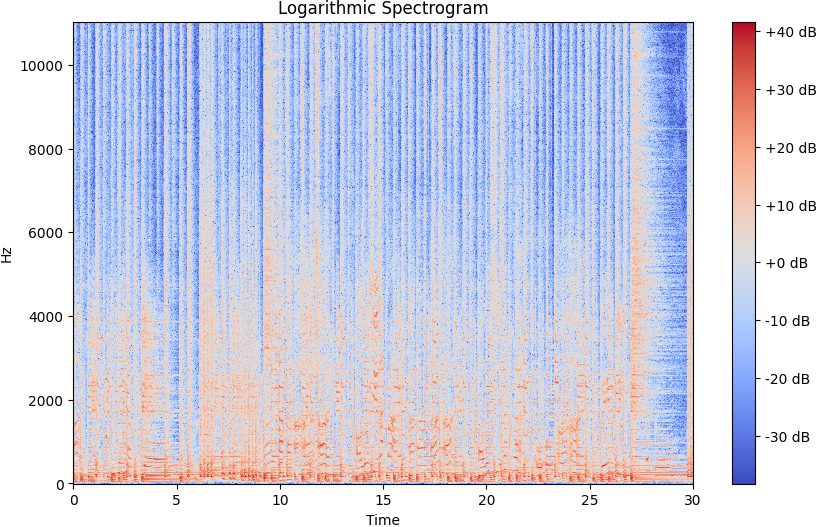 Logarithmic Spectrogram
Hz
10000
8000
6000
4000
2000
0
0 5 10 15 20 25 30
Time
+40 dB
+30 dB
+20 dB
+10 dB
+0 dB
-10 dB
-20 dB
-30 dB